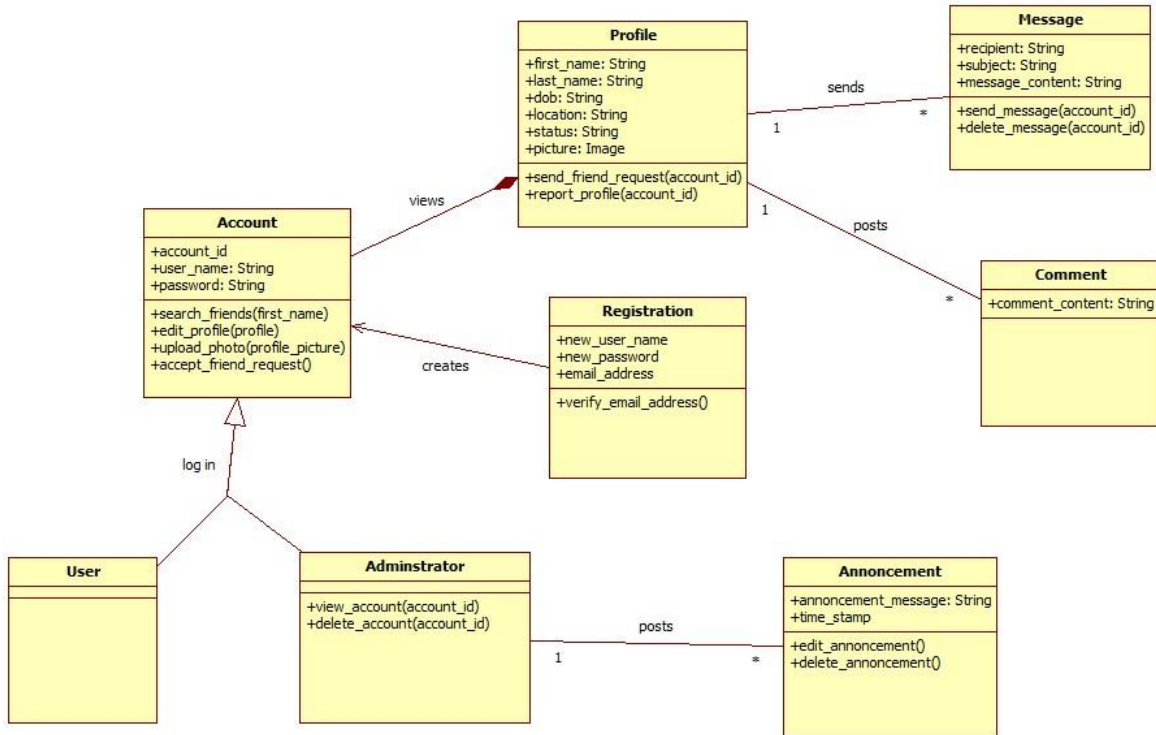 Profile
+first_name: String
+last_name: String
+dob: String
+location: String
+status: String
+picture: Image
+send_friend_request(account_id)
+report_profile(account_id)
Message
+recipient: String
+subject: String
+message_content: String
+send_message(account_id)
+delete_message(account_id)
sends
1
*
views
1
posts
*
Account
+account_id
+user_name: String
+password: String
+search_friends(first_name)
+edit_profile(profile)
+upload_photo(profile_picture)
+accept_friend_request()
Comment
+comment_content: String
Registration
+new_user_name
+new_password
+email_address
+verify_email_address()
creates
log in
User
Adminstrator
+view_account(account_id)
+delete_account(account_id)
posts
1
*
Annoncement
+annoncement_message: String
+time_stamp
+edit_annoncement()
+delete_annoncement()